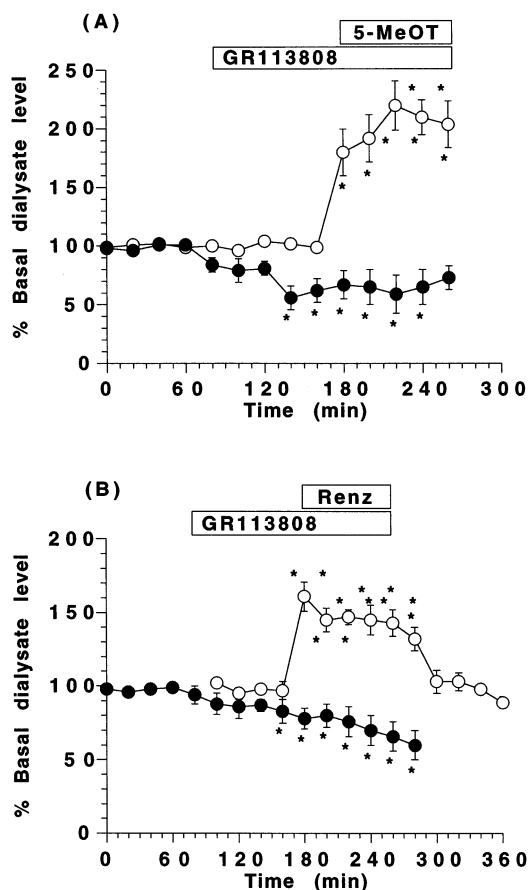 (A)
5-MeOT
GR113808
250
200
150
100
50
0
% Basal dialysate level
* * * * * * * *
* * * * * *
0 60 120 180 240 300
Time (min)
(B)
Renz
GR113808
200
150
100
50
0
% Basal dialysate level
* * * * * * * * * * * *
* * * * * * *
0 60 120 180 240 300 360
Time (min)